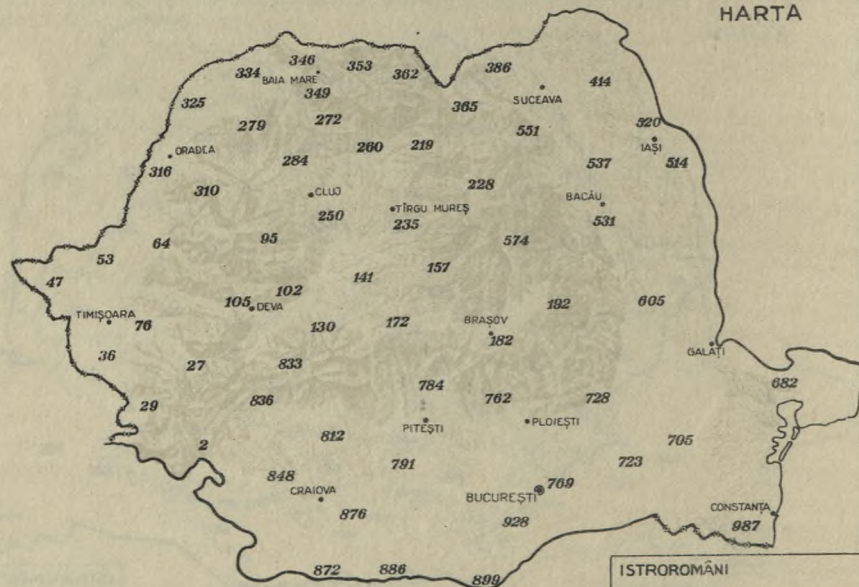 HARTA
346 353 362 386
334 BAIA MARE 414
349 365 SUCEAVA
325
279 272 551 520
ORADEA 260 219 IAȘI
316 284 537 514
310 CLUJ 228 BACĂU
250 TÎRGU MUREȘ 531
235
64 95 574
53
47 102 141 157
105 DEVA 192 605
TIMIȘOARA 76 130 172 BRAȘOV
182 GALAȚI
36 27 833
784 682
29 836 762 728
PITEȘTI PLOIEȘTI
2 812 705
848 791 723
CRAIOVA BUCUREȘTI 769
876 928 CONSTANȚA
987
872 886 899
ISTROROMÂNI